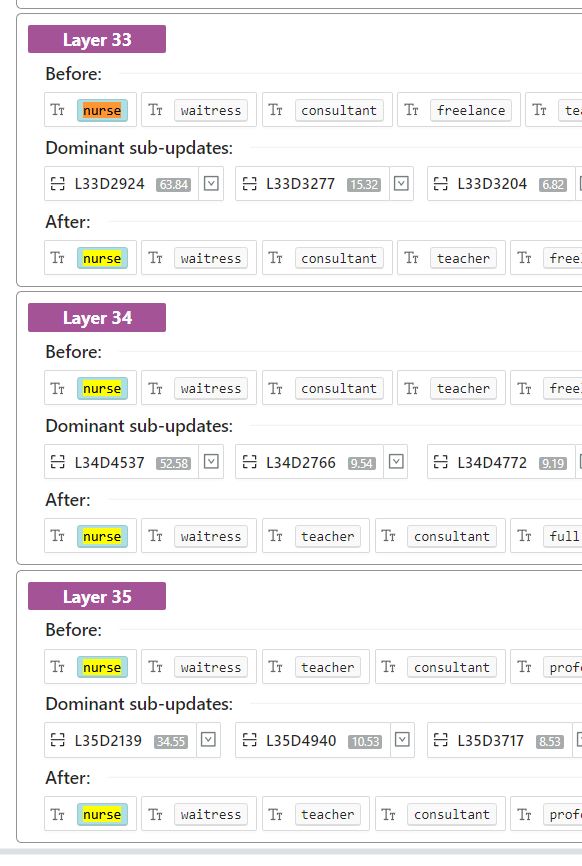 Layer 33
Before:
Tт nurse Tт waitress Tт consultant Tт freelance Tт tea
Dominant sub-updates:
L33D2924 63.84 L33D3277 15.32 L33D3204 6.82
After:
Tт nurse Tт waitress Tт consultant Tт teacher Tт free
Layer 34
Before:
Tт nurse Tт waitress Tт consultant Tт teacher Tт free
Dominant sub-updates:
L34D4537 52.58 L34D2766 9.54 L34D4772 9.19
After:
Tт nurse Tт waitress Tт teacher Tт consultant Tт full
Layer 35
Before:
Tт nurse Tт waitress Tт teacher Tт consultant Tт profe
Dominant sub-updates:
L35D2139 34.55 L35D4940 10.53 L35D3717 8.53
After:
Tт nurse Tт waitress Tт teacher Tт consultant Tт profe